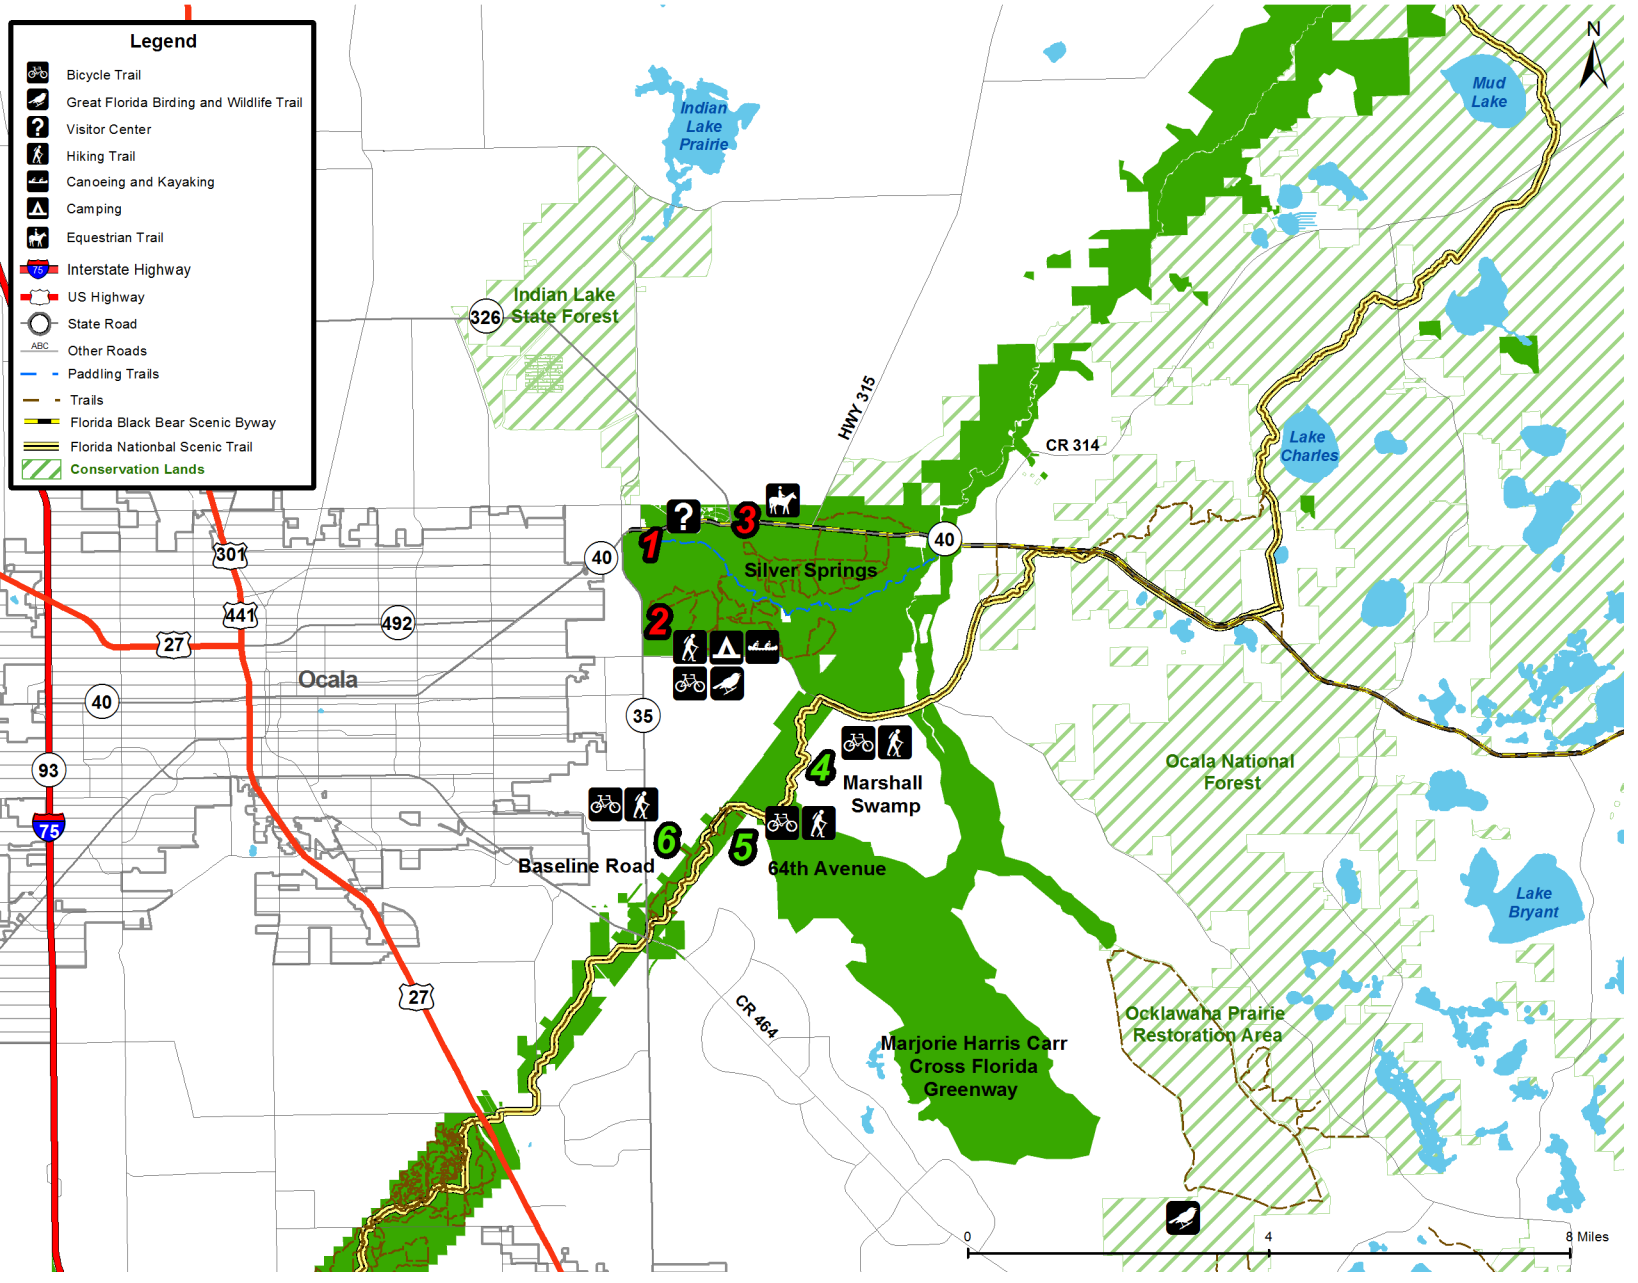 Legend
Bicycle Trail
Great Florida Birding and Wildlife Trail
?
Visitor Center
Hiking Trail
Canoeing and Kayaking
Camping
Equestrian Trail
75
Interstate Highway
US Highway
State Road
ABC
Other Roads
Paddling Trails
Trails
Florida Black Bear Scenic Byway
Florida Nationbal Scenic Trail
Conservation Lands
N
Mud
Lake
Indian
Lake
Prairie
Indian Lake
State Forest
326
HWY 315
CR 314
Lake
Charles
?
3
1
40
40
Silver Springs
301
441
492
27
2
Ocala
40
35
93
75
4
Marshall
Swamp
Ocala National
Forest
6
5
Baseline Road
64th Avenue
Lake
Bryant
27
CR 464
Ocklawaha Prairie
Restoration Area
Marjorie Harris Carr
Cross Florida
Greenway
0
4
8 Miles